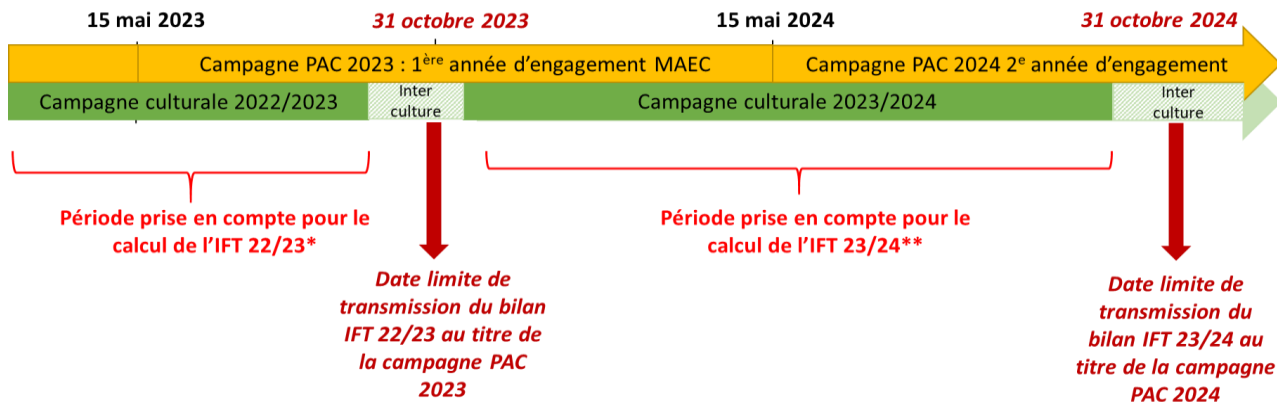 15 mai 2023
31 octobre 2023
15 mai 2024
31 octobre 2024
Campagne PAC 2023 : 1ère année d’engagement MAEC
Campagne PAC 2024 2e année d’engagement
Campagne culturale 2022/2023
Inter
culture
Campagne culturale 2023/2024
Inter
culture
Période prise en compte pour le
calcul de l’IFT 22/23*
Période prise en compte pour le
calcul de l’IFT 23/24**
Date limite de
transmission du bilan
IFT 22/23 au titre de
la campagne PAC
2023
Date limite de
transmission du
bilan IFT 23/24 au
titre de la campagne
PAC 2024